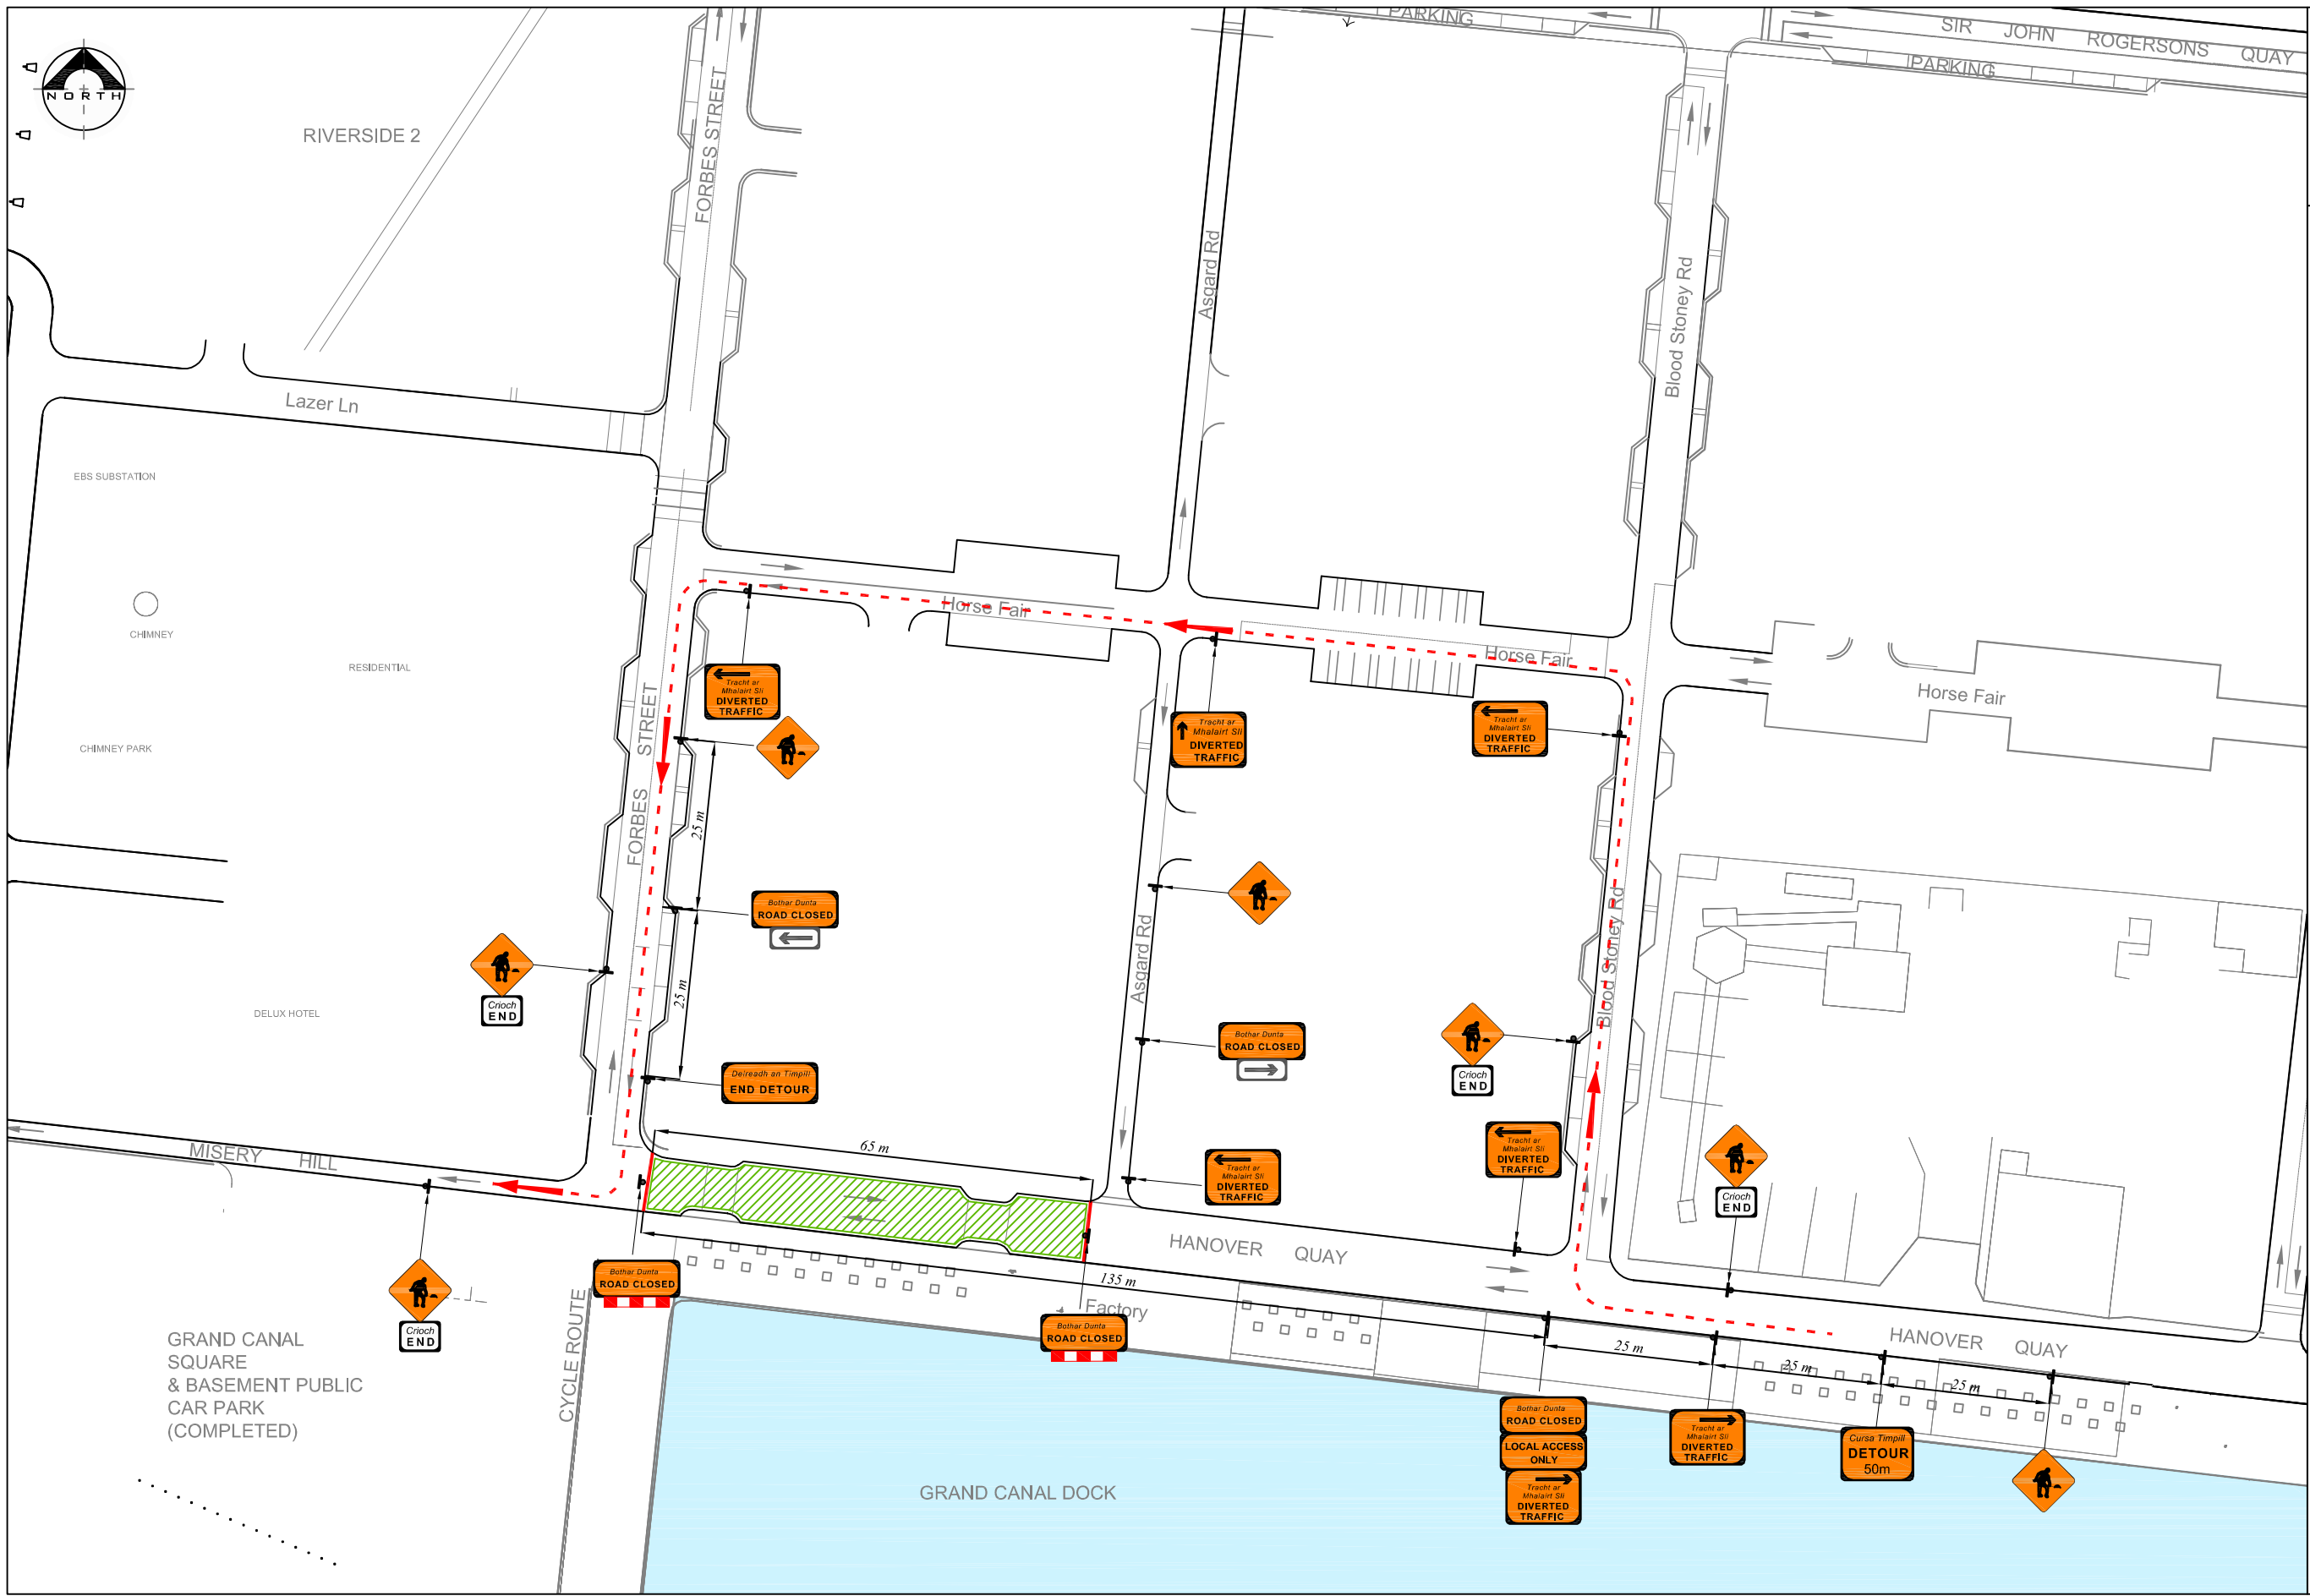 PARKING
SIR JOHN ROGERSONS QUAY
PARKING
NORTH
RIVERSIDE 2
FORBES STREET
Asgard Rd
Blood Stoney Rd
Lazer Ln
EBS SUBSTATION
CHIMNEY
RESIDENTIAL
CHIMNEY PARK
DELUX HOTEL
Horse Fair
Horse Fair
Horse Fair
FORBES STREET
Tracht ar
Mhalairt Sli
DIVERTED
TRAFFIC
Tracht ar
Mhalairt Sli
DIVERTED
TRAFFIC
Tracht ar
Mhalairt Sli
DIVERTED
TRAFFIC
25 m
Bothar Dunta
ROAD CLOSED
25 m
Asgard Rd
Blood Stoney Rd
Crioch
END
Bothar Dunta
ROAD CLOSED
Crioch
END
Deireadh an Timpill
END DETOUR
65 m
Tracht ar
Mhalairt Sli
DIVERTED
TRAFFIC
Tracht ar
Mhalairt Sli
DIVERTED
TRAFFIC
Crioch
END
MISERY HILL
HANOVER QUAY
135 m
Bothar Dunta
ROAD CLOSED
Factory
Bothar Dunta
ROAD CLOSED
Crioch
END
CYCLE ROUTE
GRAND CANAL
SQUARE
& BASEMENT PUBLIC
CAR PARK
(COMPLETED)
HANOVER QUAY
25 m
25 m
25 m
Bothar Dunta
ROAD CLOSED
LOCAL ACCESS
ONLY
Tracht ar
Mhalairt Sli
DIVERTED
TRAFFIC
Tracht ar
Mhalairt Sli
DIVERTED
TRAFFIC
Cursa Timpill
DETOUR
50m
GRAND CANAL DOCK